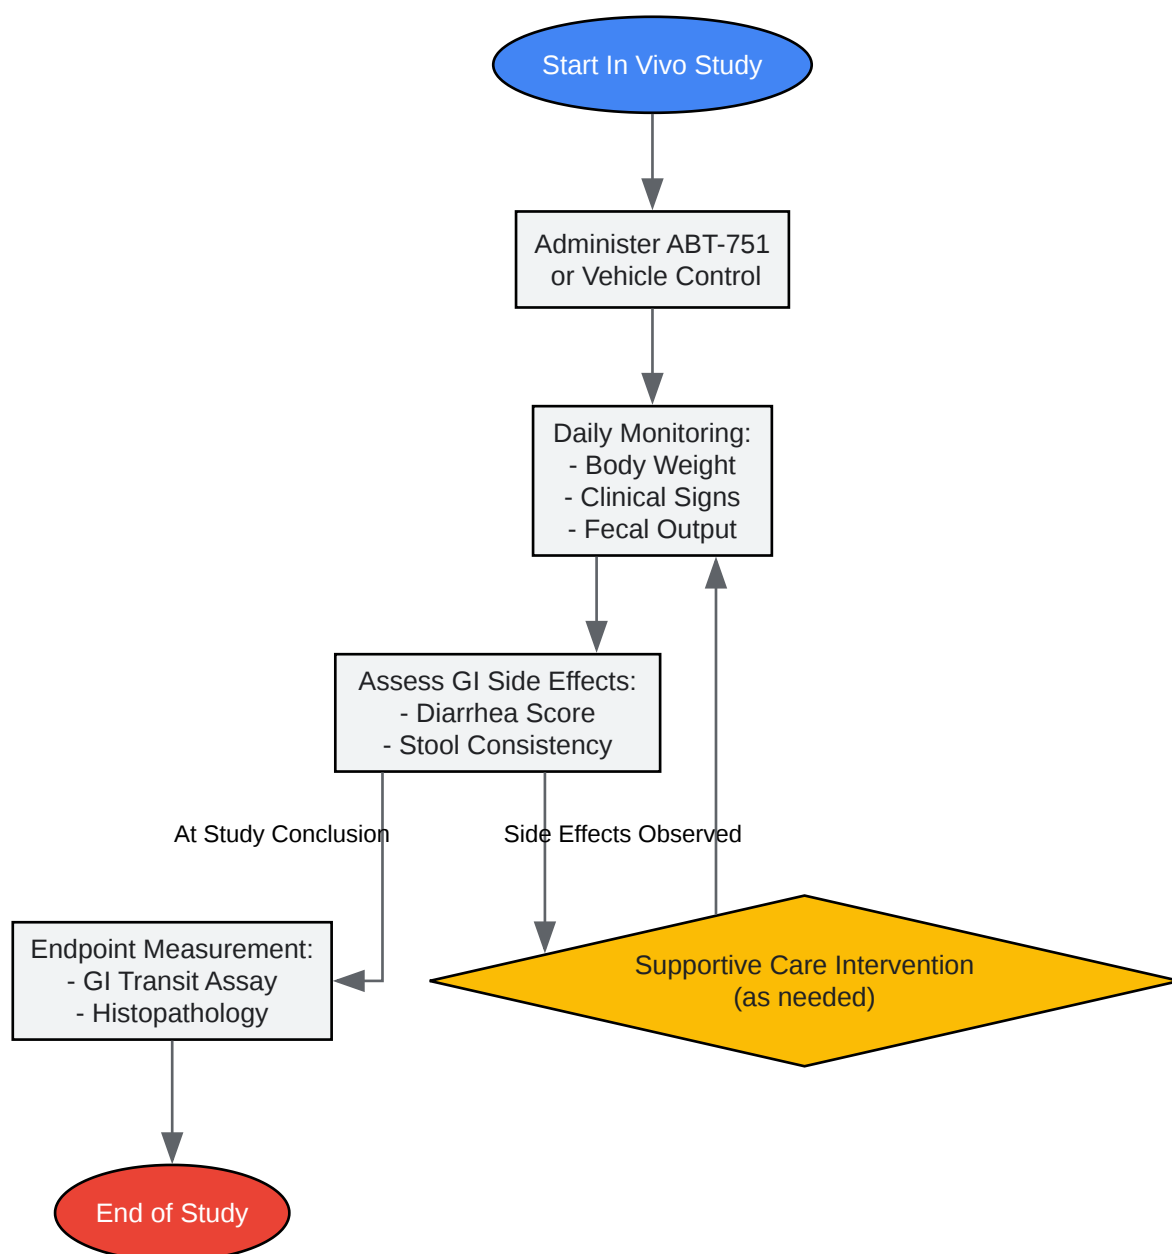 Start In Vivo Study
Administer ABT-751
or Vehicle Control
Daily Monitoring:
- Body Weight
- Clinical Signs
- Fecal Output
Assess GI Side Effects:
- Diarrhea Score
- Stool Consistency
At Study Conclusion
Side Effects Observed
Endpoint Measurement:
- GI Transit Assay
- Histopathology
Supportive Care Intervention
(as needed)
End of Study